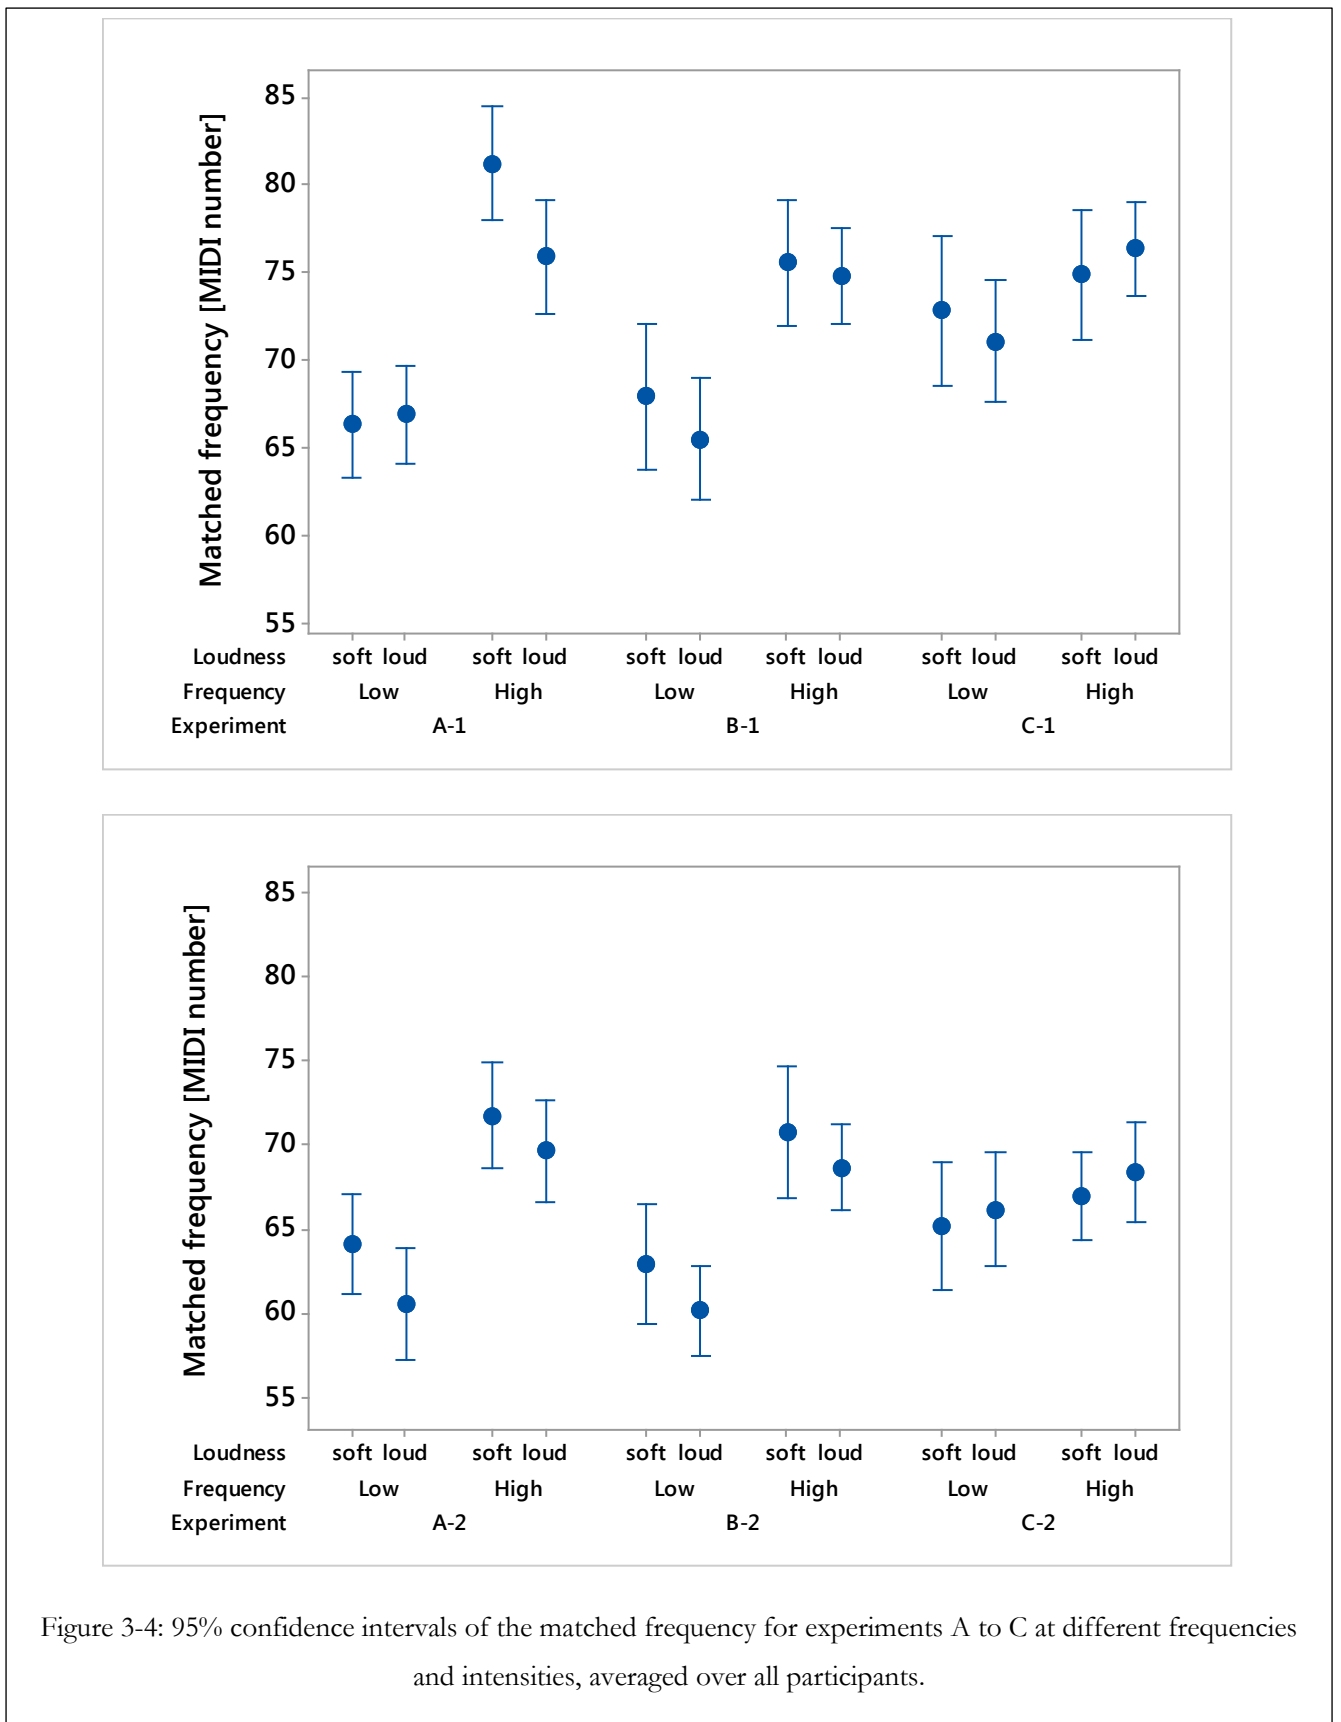 Matched frequency [MIDI number]
85
80
75
70
65
60
55
Loudness soft loud soft loud soft loud soft loud soft loud soft loud
Frequency Low High Low High Low High
Experiment A-1 B-1 C-1
Matched frequency [MIDI number]
85
80
75
70
65
60
55
Loudness soft loud soft loud soft loud soft loud soft loud soft loud
Frequency Low High Low High Low High
Experiment A-2 B-2 C-2
Figure 3-4: 95% confidence intervals of the matched frequency for experiments A to C at different frequencies
and intensities, averaged over all participants.